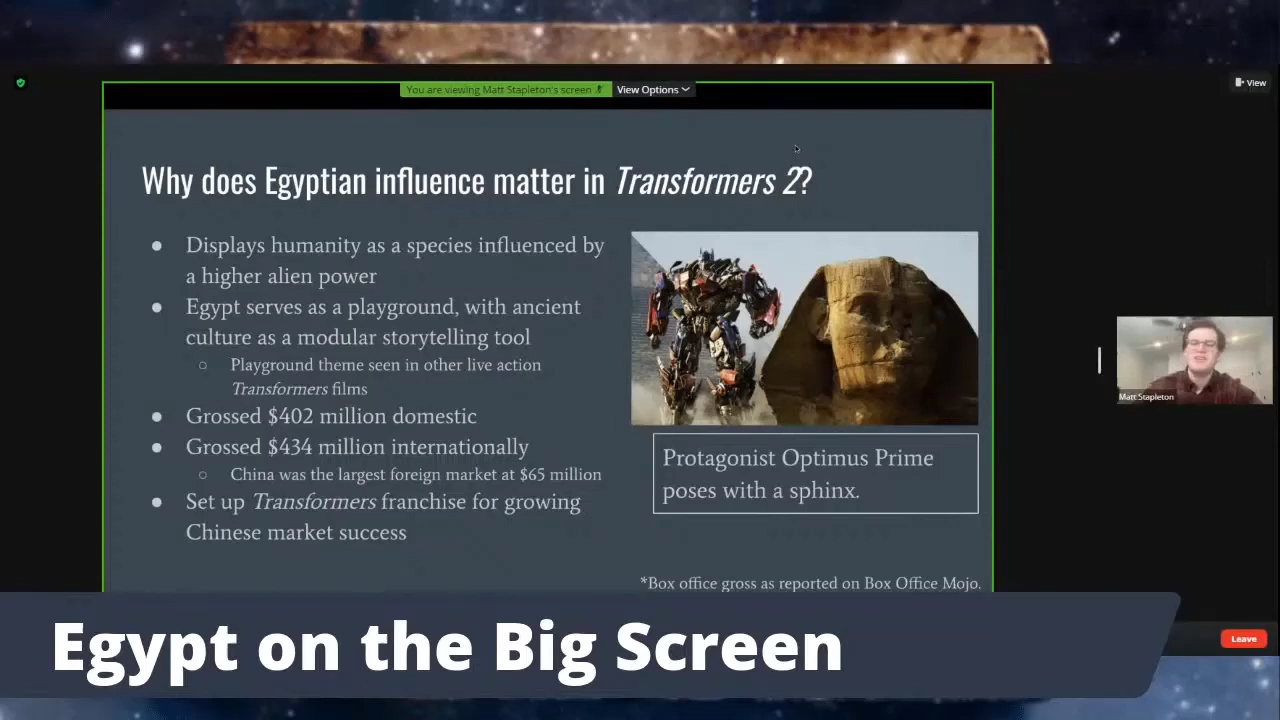 You are viewing Matt Stapleton's screen
View Options
View
Why does Egyptian influence matter in Transformers 2?
● Displays humanity as a species influenced by
a higher alien power
● Egypt serves as a playground, with ancient
culture as a modular storytelling tool
○ Playground theme seen in other live action
Transformers films
● Grossed $402 million domestic
● Grossed $434 million internationally
○ China was the largest foreign market at $65 million
● Set up Transformers franchise for growing
Chinese market success
Protagonist Optimus Prime
poses with a sphinx.
*Box office gross as reported on Box Office Mojo.
Matt Stapleton
Leave
Egypt on the Big Screen